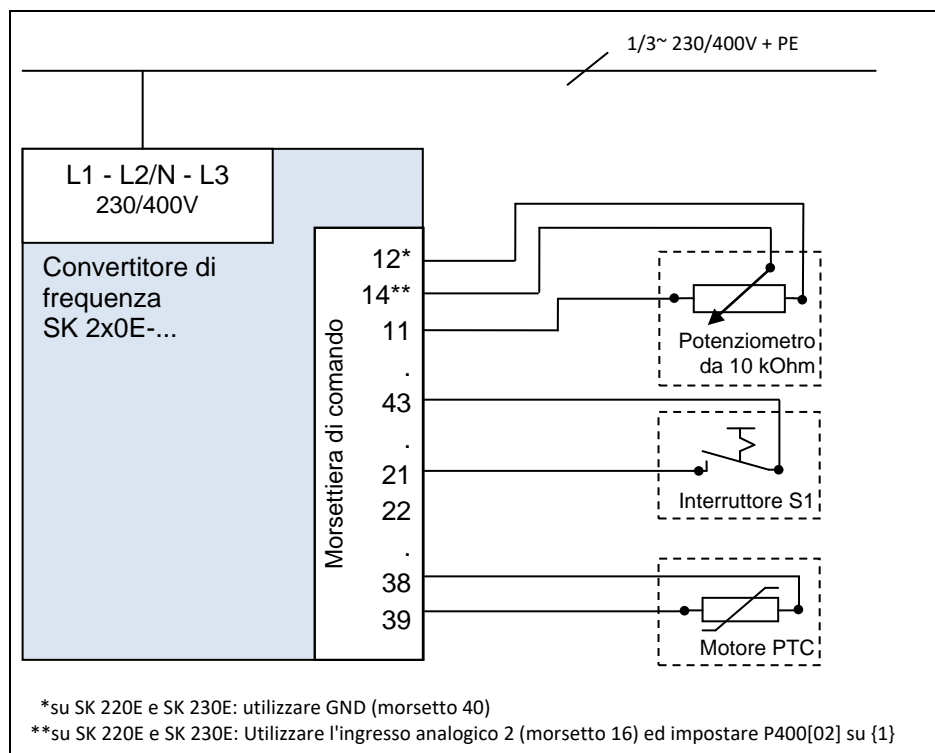 1/3~ 230/400V + PE
L1 - L2/N - L3
230/400V
Convertitore di
frequenza
SK 2x0E-...
Morsettiera di comando
12*
14**
11
.
43
.
21
22
.
38
39
Potenziometro
da 10 kOhm
Interruttore S1
Motore PTC
*su SK 220E e SK 230E: utilizzare GND (morsetto 40)
**su SK 220E e SK 230E: Utilizzare l'ingresso analogico 2 (morsetto 16) ed impostare P400[02] su {1}